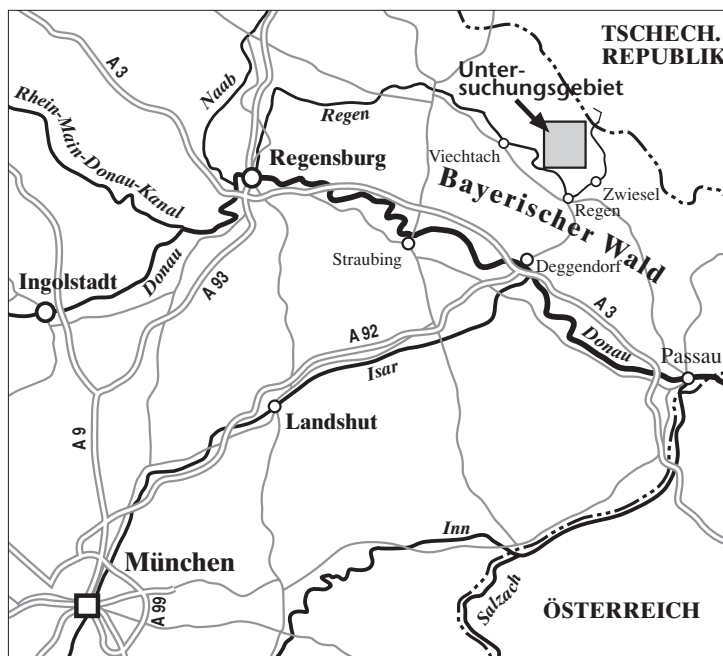 TSCHECH.
REPUBLIK
Unter-
suchungsgebiet
A 3
Naab
Rhein-Main-Donau-Kanal
Regen
Viechtach
Regensburg
Zwiesel
Regen
Bayerischer Wald
Straubing
Deggendorf
Donau
Ingolstadt
A 93
A 3
A 92
Donau
Isar
Passau
Landshut
A 9
Inn
München
A 99
Salzach
ÖSTERREICH